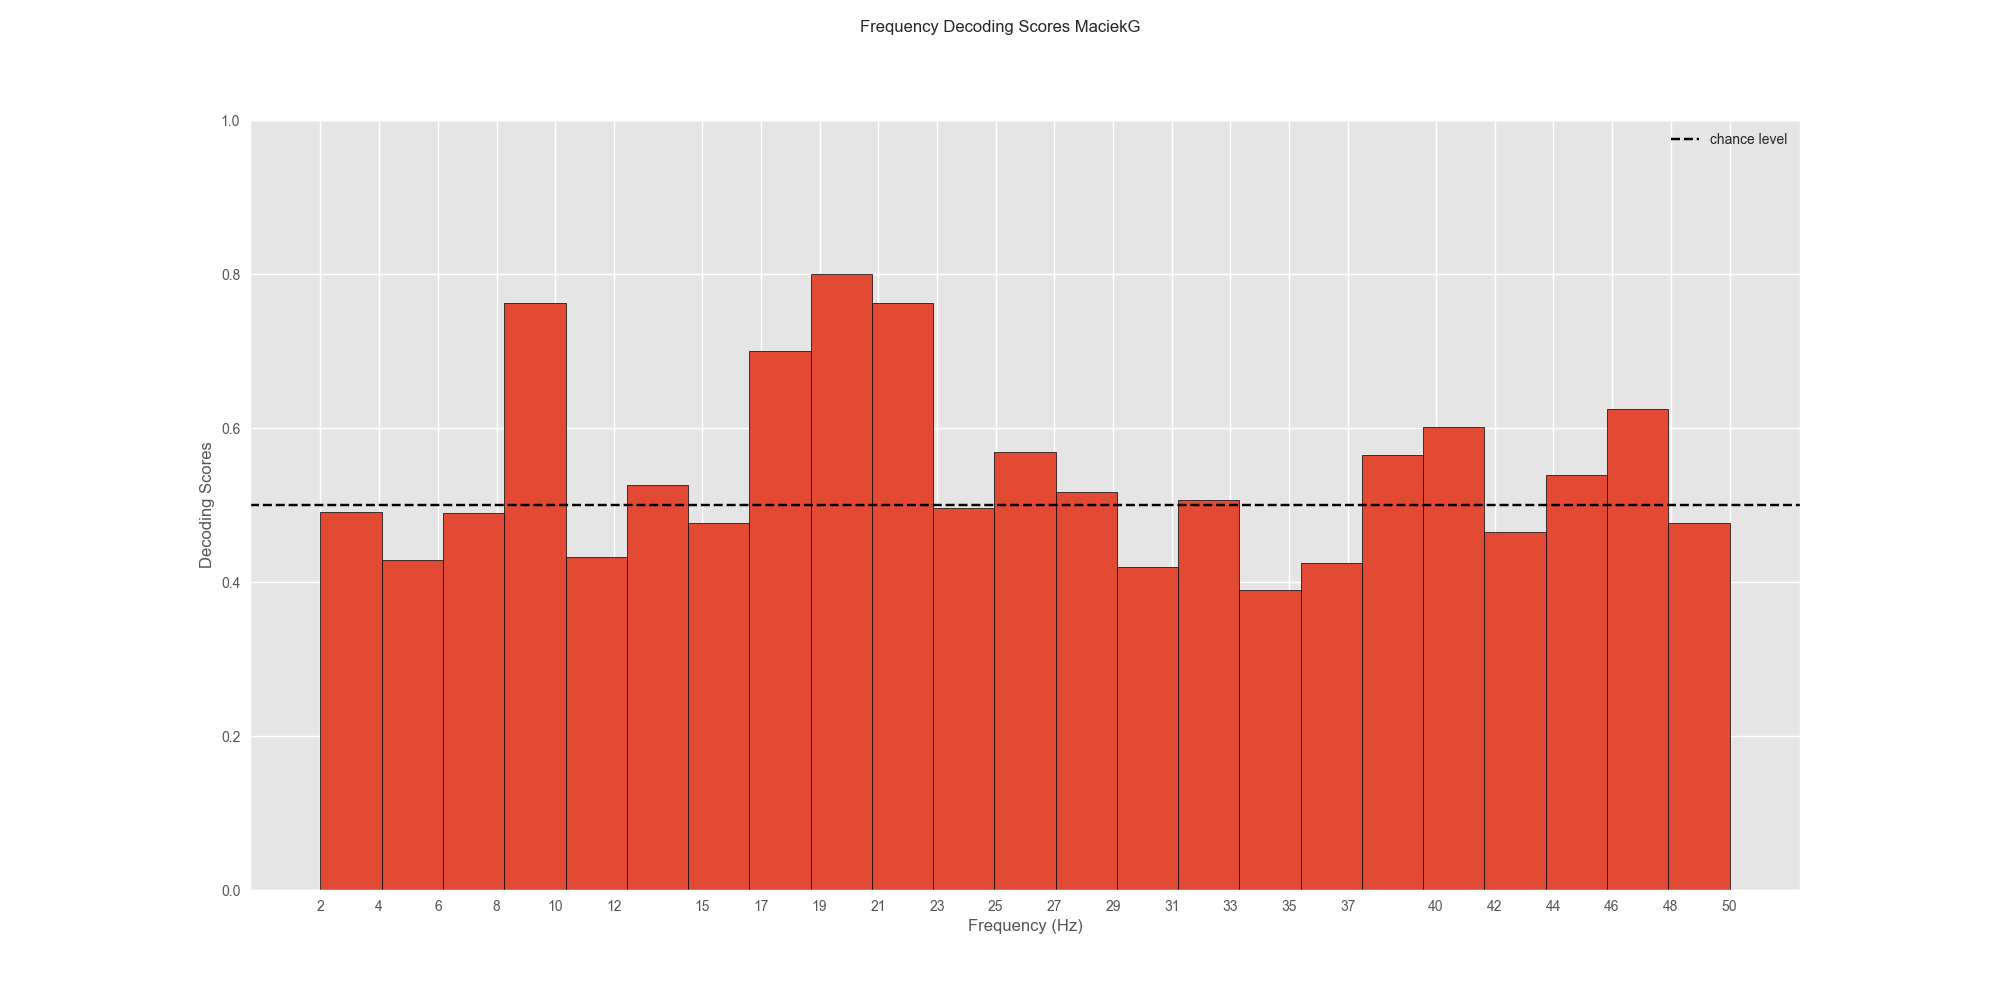 Frequency Decoding Scores MaciekG
1.0
chance level
0.8
0.6
Decoding Scores
0.4
0.2
0.0
2 4 6 8 10 12 15 17 19 21 23 25 27 29 31 33 35 37 40 42 44 46 48 50
Frequency (Hz)